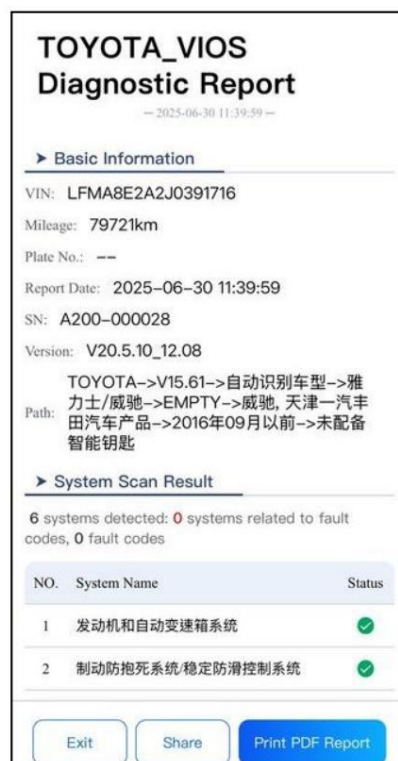 TOYOTA_VIOS
Diagnostic Report
— 2025-06-30 11:39:59 —
➤ Basic Information
VIN: LFMA8E2A2J0391716
Mileage: 79721km
Plate No.: --
Report Date: 2025-06-30 11:39:59
SN: A200-000028
Version: V20.5.10_12.08
Path: TOYOTA->V15.61->自动识别车型->雅
力士/威驰->EMPTY->威驰, 天津一汽丰
田汽车产品->2016年09月以前->未配备
智能钥匙
➤ System Scan Result
6 systems detected: 0 systems related to fault
codes, 0 fault codes
NO. System Name Status
1 发动机和自动变速箱系统
2 制动防抱死系统/稳定防滑控制系统
Exit Share Print PDF Report